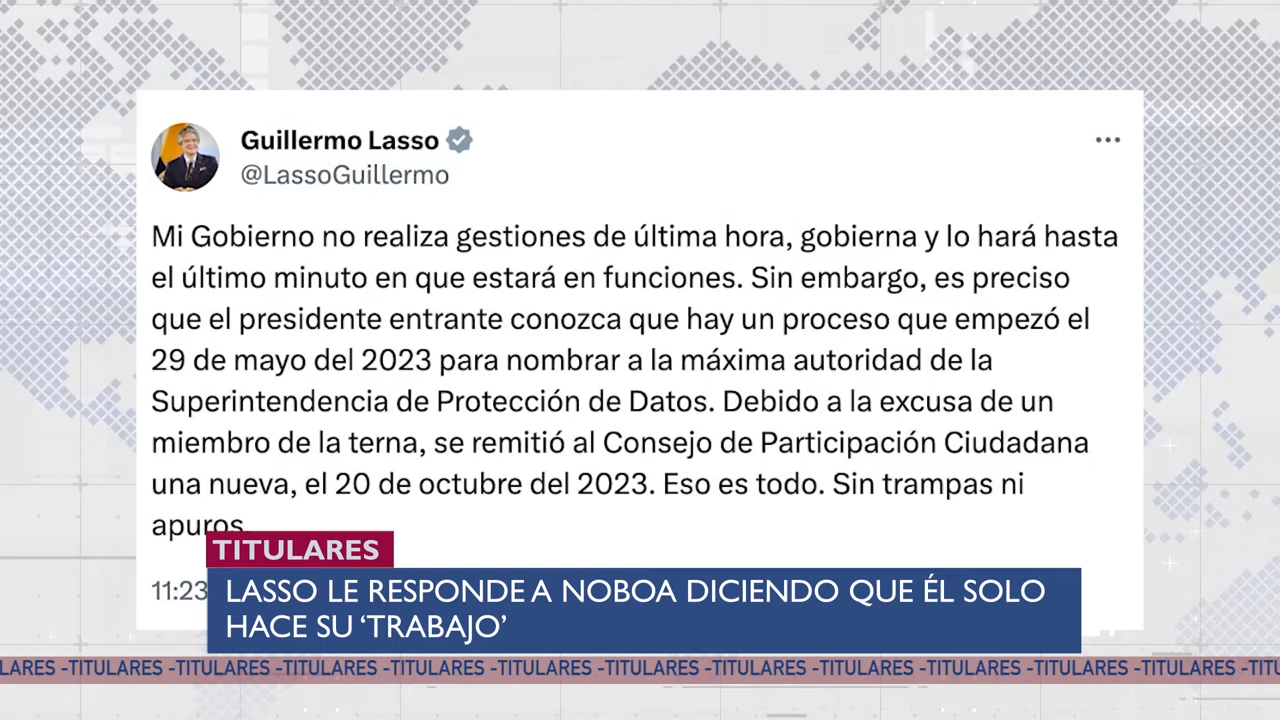 Guillermo Lasso
@LassoGuillermo
Mi Gobierno no realiza gestiones de última hora, gobierna y lo hará hasta
el último minuto en que estará en funciones. Sin embargo, es preciso
que el presidente entrante conozca que hay un proceso que empezó el
29 de mayo del 2023 para nombrar a la máxima autoridad de la
Superintendencia de Protección de Datos. Debido a la excusa de un
miembro de la terna, se remitió al Consejo de Participación Ciudadana
una nueva, el 20 de octubre del 2023. Eso es todo. Sin trampas ni
apuros
TITULARES
11:23
LASSO LE RESPONDE A NOBOA DICIENDO QUE ÉL SOLO
HACE SU ‘TRABAJO’
LARES -TITULARES -TITULARES -TITULARES -TITULARES -TITULARES -TITULARES -TITULARES -TITULARES -TITULARES -TITULARES -TIT